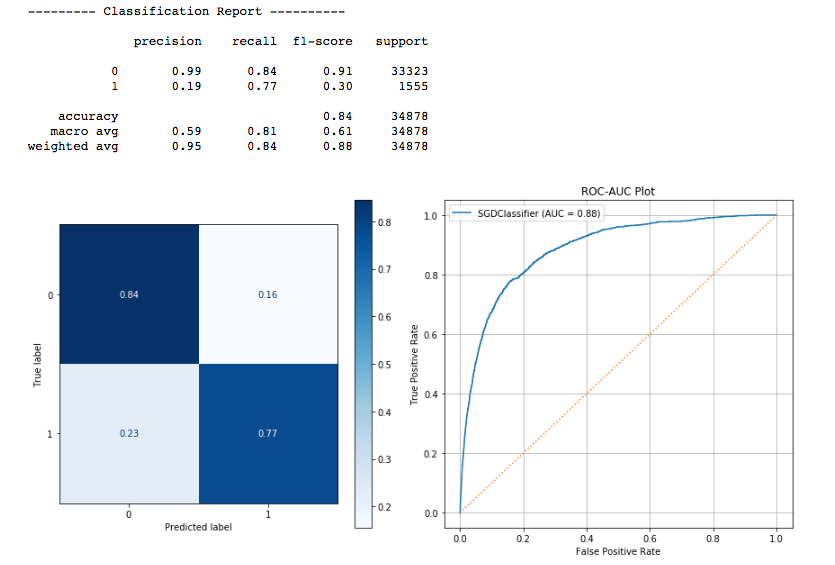 --------- Classification Report ----------
precision recall f1-score support
0 0.99 0.84 0.91 33323
1 0.19 0.77 0.30 1555
accuracy 0.84 34878
macro avg 0.59 0.81 0.61 34878
weighted avg 0.95 0.84 0.88 34878
True label
0
1
0.84 0.16
0.23 0.77
0 1
Predicted label
0.8
0.7
0.6
0.5
0.4
0.3
0.2
ROC-AUC Plot
SGDClassifier (AUC = 0.88)
True Positive Rate
1.0
0.8
0.6
0.4
0.2
0.0
0.0 0.2 0.4 0.6 0.8 1.0
False Positive Rate